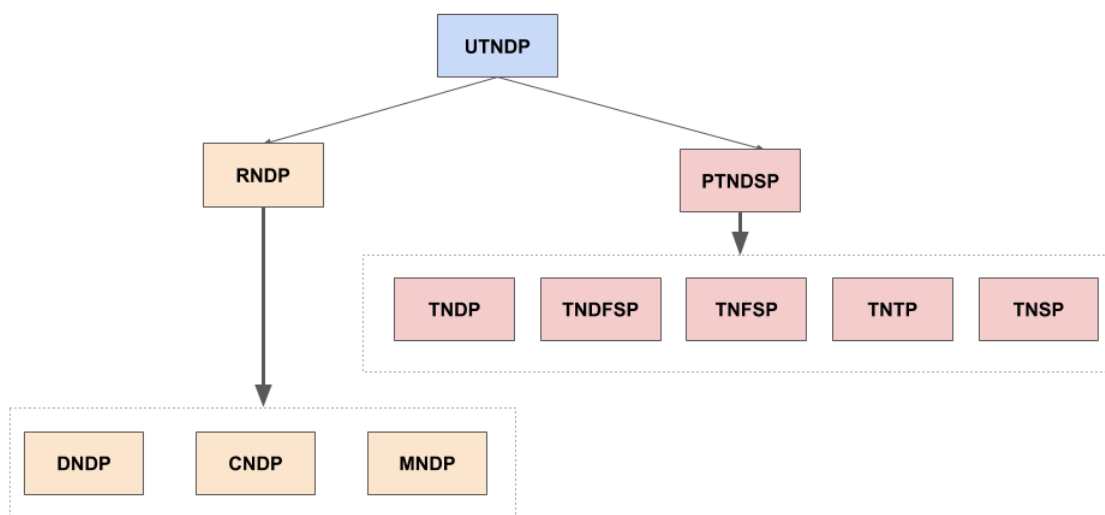 UTNDP
RNDP
PTNDSP
TNDP
TNDFSP
TNFSP
TNTP
TNSP
DNDP
CNDP
MNDP